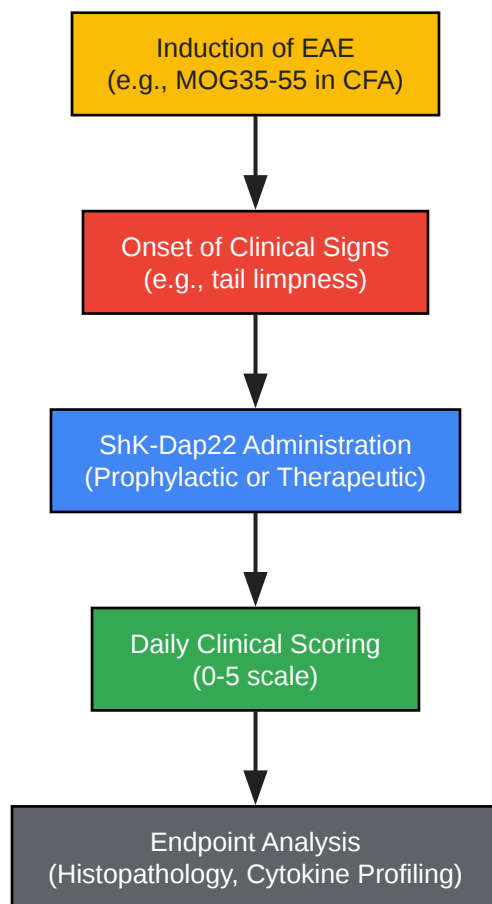 Induction of EAE
(e.g., MOG35-55 in CFA)
Onset of Clinical Signs
(e.g., tail limpness)
ShK-Dap22 Administration
(Prophylactic or Therapeutic)
Daily Clinical Scoring
(0-5 scale)
Endpoint Analysis
(Histopathology, Cytokine Profiling)